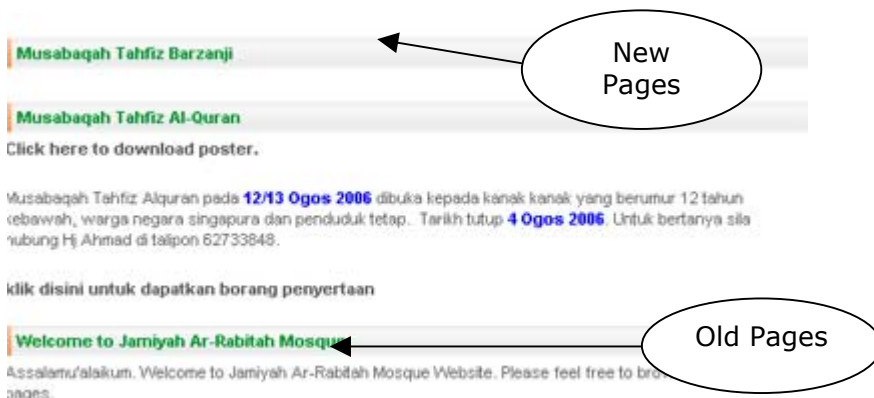 Musabaqah Tahfiz Barzanji
New
Pages
Musabaqah Tahfiz Al-Quran
Click here to download poster.
Musabaqah Tahfiz Alquran pada 12/13 Ogos 2006 dibuka kepada kanak kanak yang berumur 12 tahun
kebawah, warga negara singapura dan penduduk tetap. Tarikh tutup 4 Ogos 2006. Untuk bertanya sila
hubung Hj Ahmad di talipon 62733848.
klik disini untuk dapatkan borang penyertaan
Welcome to Jamiyah Ar-Rabitah Mosque
Old Pages
Assalamu'alaikum. Welcome to Jamiyah Ar-Rabitah Mosque Website. Please feel free to
pages.